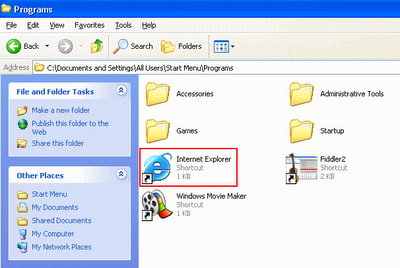 Programs
File Edit View Favorites Tools Help
Back Search Folders
Address C:\Documents and Settings\All Users\Start Menu\Programs
File and Folder Tasks
Make a new folder
Publish this folder to the
Web
Share this folder
Other Places
Start Menu
My Documents
Shared Documents
My Computer
My Network Places
Accessories
Administrative Tools
Games
Startup
Internet Explorer
Shortcut
1 KB
Fiddler2
Shortcut
2 KB
Windows Movie Maker
Shortcut
1 KB